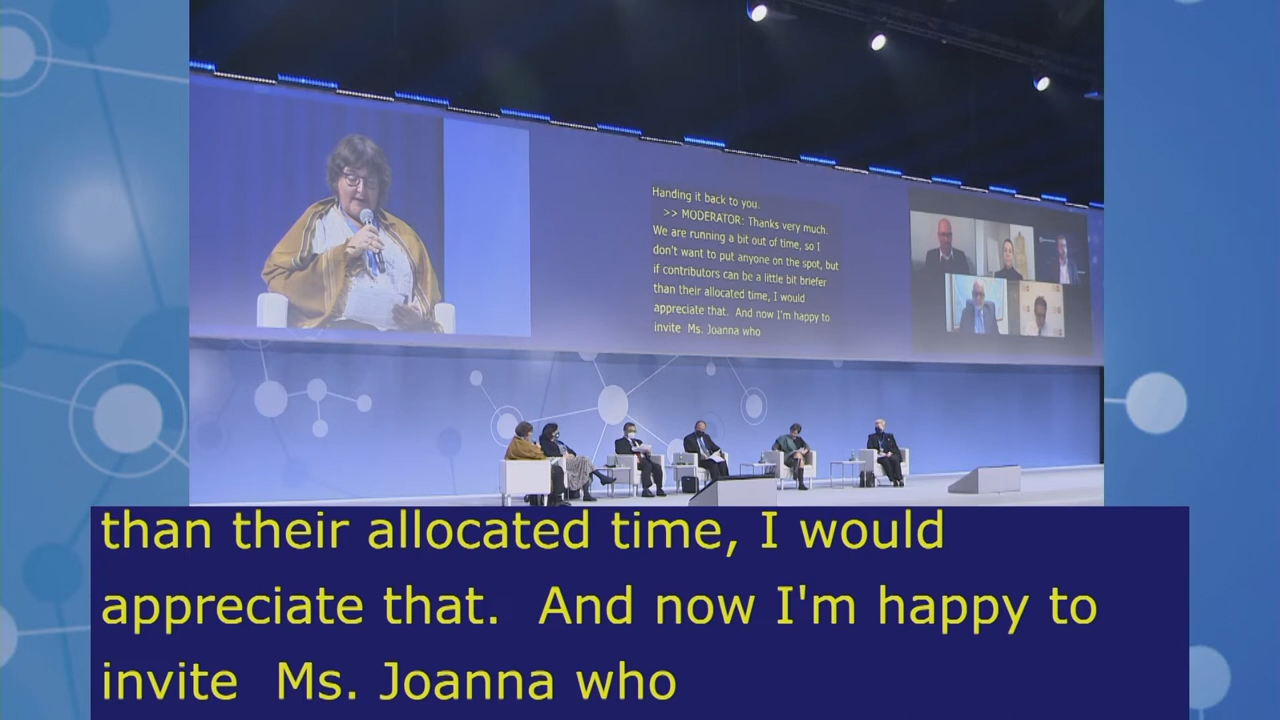 Handing it back to you.
>> MODERATOR: Thanks very much.
We are running a bit out of time, so I
don't want to put anyone on the spot, but
if contributors can be a little bit briefer
than their allocated time, I would
appreciate that.  And now I'm happy to
invite  Ms. Joanna who
than their allocated time, I would
appreciate that.  And now I'm happy to
invite  Ms. Joanna who